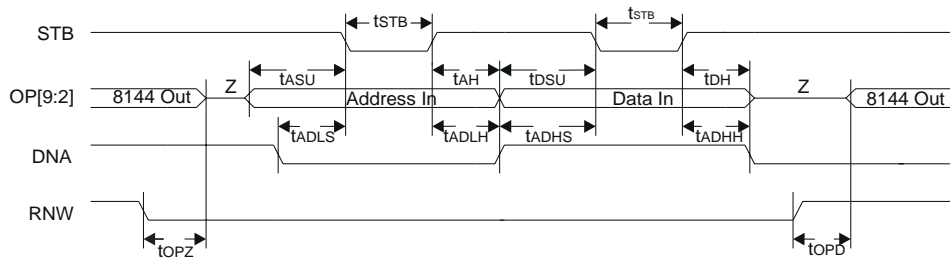 tSTB tSTB
STB
tASU tAH tDSU tDH
OP[9:2] 8144 Out Z Address In Data In Z 8144 Out
tADLS tADLH tADHS tADHH
DNA
RNW
tOPZ tOPD